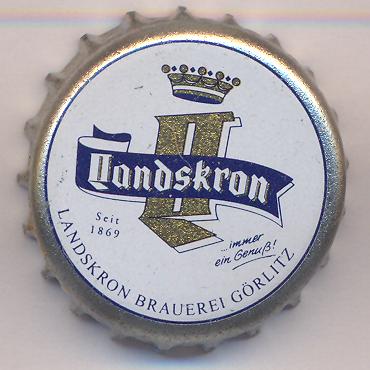 Landskron
Seit
1869
...immer
ein Genuß!
LANDSKRON BRAUEREI GÖRLITZ